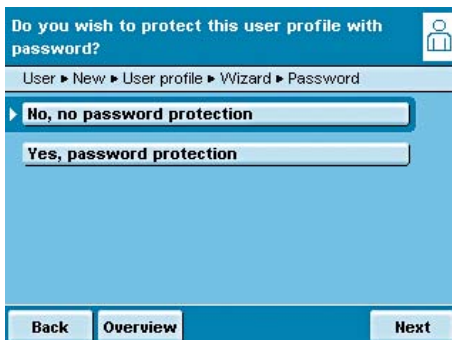 Do you wish to protect this user profile with
password?
User ▸ New ▸ User profile ▸ Wizard ▸ Password
No, no password protection
Yes, password protection
Back Overview Next